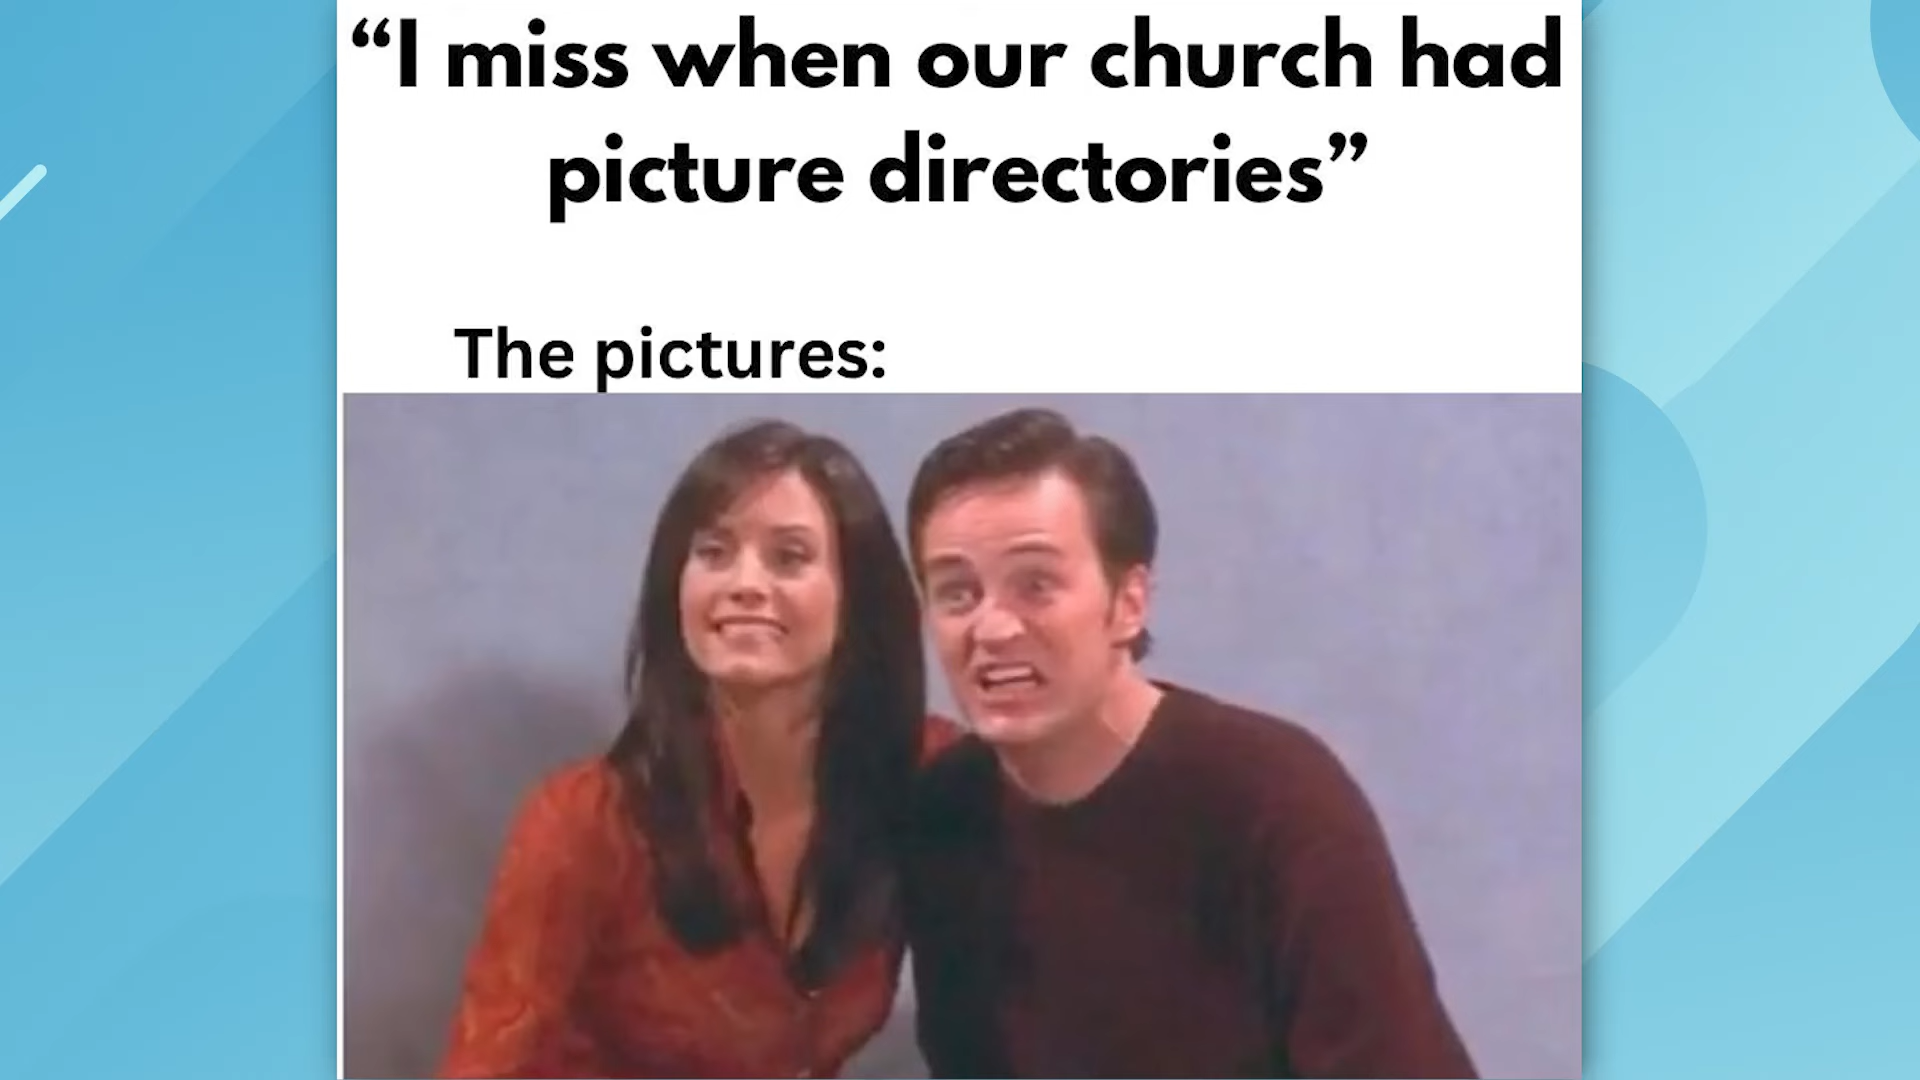 “I miss when our church had
picture directories”
The pictures: